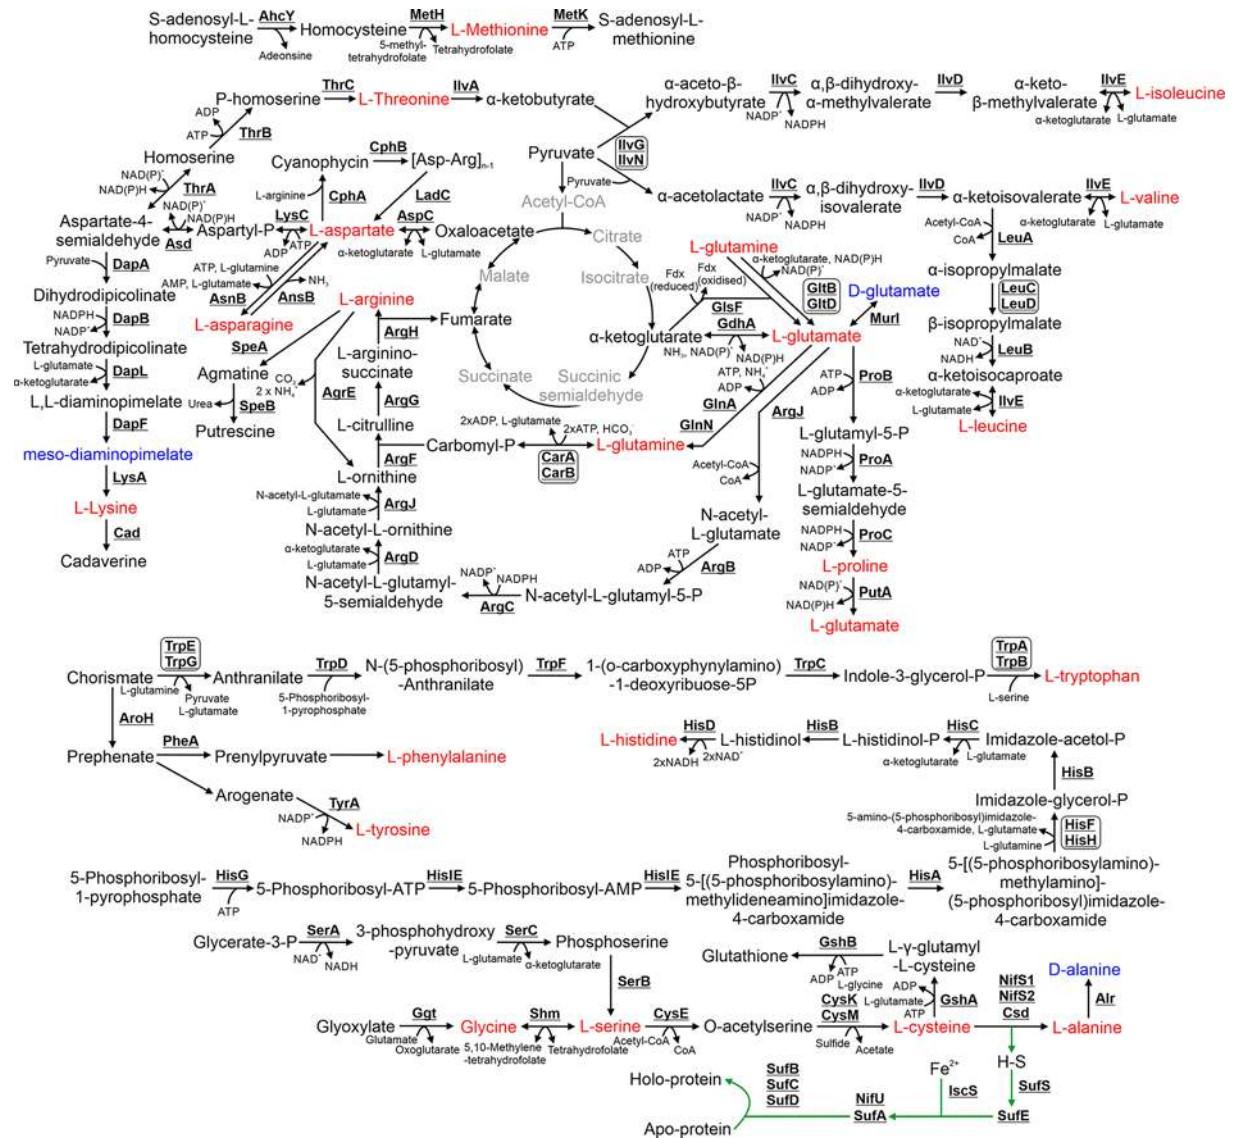 S-adenosyl-L-
homocysteine
AhcY
Adeonsine
Homocysteine
MetH
5-methyl-
tetrahydrofolate
Tetrahydrofolate
L-Methionine
MetK
ATP
S-adenosyl-L-
methionine
P-homoserine
ThrC
L-Threonine
IlvA
α-ketobutyrate
α-aceto-β-
hydroxybutyrate
IlvC
NADP+
NADPH
α,β-dihydroxy-
α-methylvalerate
IlvD
α-keto-
β-methylvalerate
IlvE
α-ketoglutarate
L-glutamate
L-isoleucine
ADP
ATP
ThrB
Homoserine
NAD(P)+
NAD(P)H
ThrA
Cyanophycin
CphB
[Asp-Arg]n-1
L-arginine
CphA
LadC
Pyruvate
IlvG
IlvN
Pyruvate
α-acetolactate
IlvC
NADP+
NADPH
α,β-dihydroxy-
isovalerate
IlvD
α-ketoisovalerate
IlvE
α-ketoglutarate
L-glutamate
L-valine
Aspartate-4-
semialdehyde
NAD(P)+
NAD(P)H
Asd
Aspartyl-P
LysC
ADP
ATP
L-aspartate
AspC
α-ketoglutarate
L-glutamate
Oxaloacetate
Acetyl-CoA
Citrate
Isocitrate
Malate
Fumarate
Succinate
Succinic
semialdehyde
α-ketoglutarate
Pyruvate
DapA
Dihydrodipicolinate
NADPH
NADP+
DapB
Tetrahydrodipicolinate
L-glutamate
α-ketoglutarate
DapL
L,L-diaminopimelate
DapF
meso-diaminopimelate
LysA
L-Lysine
Cad
Cadaverine
ATP, L-glutamine
AMP, L-glutamate
AsnB
NH3
AnsB
L-asparagine
L-arginine
SpeA
Agmatine
Urea
SpeB
Putrescine
CO2
2 x NH4+
AgrE
ArgH
L-arginino-
succinate
ArgG
L-citrulline
ArgF
L-ornithine
N-acetyl-L-glutamate
L-glutamate
ArgJ
N-acetyl-L-ornithine
α-ketoglutarate
L-glutamate
ArgD
N-acetyl-L-glutamyl-
5-semialdehyde
NADP+
NADPH
ArgC
N-acetyl-L-glutamyl-5-P
ATP
ADP
ArgB
N-acetyl-
L-glutamate
Acetyl-CoA
CoA
ArgJ
Carbomyl-P
2xADP, L-glutamate
2xATP, HCO3-
CarA
CarB
L-glutamine
GlnN
GlnA
ATP, NH4+
ADP
L-glutamine
α-ketoglutarate, NAD(P)H
NAD(P)+
GltB
GltD
Fdx
(reduced)
Fdx
(oxidised)
GlsF
GdhA
NH3, NAD(P)+
NAD(P)H
L-glutamate
D-glutamate
MurI
ATP
ADP
ProB
L-glutamyl-5-P
NADPH
NADP+
ProA
L-glutamate-5-
semialdehyde
NADPH
NADP+
ProC
L-proline
NAD(P)+
NAD(P)H
PutA
L-glutamate
Acetyl-CoA
CoA
LeuA
α-isopropylmalate
LeuC
LeuD
β-isopropylmalate
NAD+
NADH
LeuB
α-ketoisocaproate
α-ketoglutarate
L-glutamate
IlvE
L-leucine
Chorismate
TrpE
TrpG
L-glutamine
Pyruvate
L-glutamate
Anthranilate
TrpD
5-Phosphoribosyl-
1-pyrophosphate
N-(5-phosphoribosyl)
-Anthranilate
TrpF
1-(o-carboxyphynylamino)
-1-deoxyribuose-5P
TrpC
Indole-3-glycerol-P
TrpA
TrpB
L-serine
L-tryptophan
AroH
Prephenate
PheA
Prenylpyruvate
L-phenylalanine
Arogenate
TyrA
NADP+
NADPH
L-tyrosine
L-histidine
HisD
2xNADH
2xNAD+
L-histidinol
HisB
L-histidinol-P
HisC
α-ketoglutarate
L-glutamate
Imidazole-acetol-P
HisB
Imidazole-glycerol-P
5-amino-(5-phosphoribosyl)imidazole-
4-carboxamide, L-glutamate
L-glutamine
HisF
HisH
5-Phosphoribosyl-
1-pyrophosphate
HisG
ATP
5-Phosphoribosyl-ATP
HisIE
5-Phosphoribosyl-AMP
HisIE
Phosphoribosyl-
5-[(5-phosphoribosylamino)-
methylideneamino]imidazole-
4-carboxamide
HisA
5-[(5-phosphoribosylamino)-
methylamino]-
(5-phosphoribosyl)imidazole-
4-carboxamide
Glycerate-3-P
SerA
NAD+
NADH
3-phosphohydroxy
-pyruvate
SerC
L-glutamate
α-ketoglutarate
Phosphoserine
SerB
Glutathione
GshB
ADP
ATP
L-glycine
L-γ-glutamyl
-L-cysteine
ADP
L-glutamate
ATP
GshA
Glyoxylate
Ggt
Glutamate
Oxoglutarate
Glycine
Shm
5,10-Methylene
-tetrahydrofolate
Tetrahydrofolate
L-serine
CysE
Acetyl-CoA
CoA
O-acetylserine
CysK
CysM
Sulfide
Acetate
L-cysteine
NifS1
NifS2
Csd
L-alanine
Alr
D-alanine
H-S
SufS
SufE
Fe2+
IscS
NifU
SufA
SufB
SufC
SufD
Holo-protein
Apo-protein